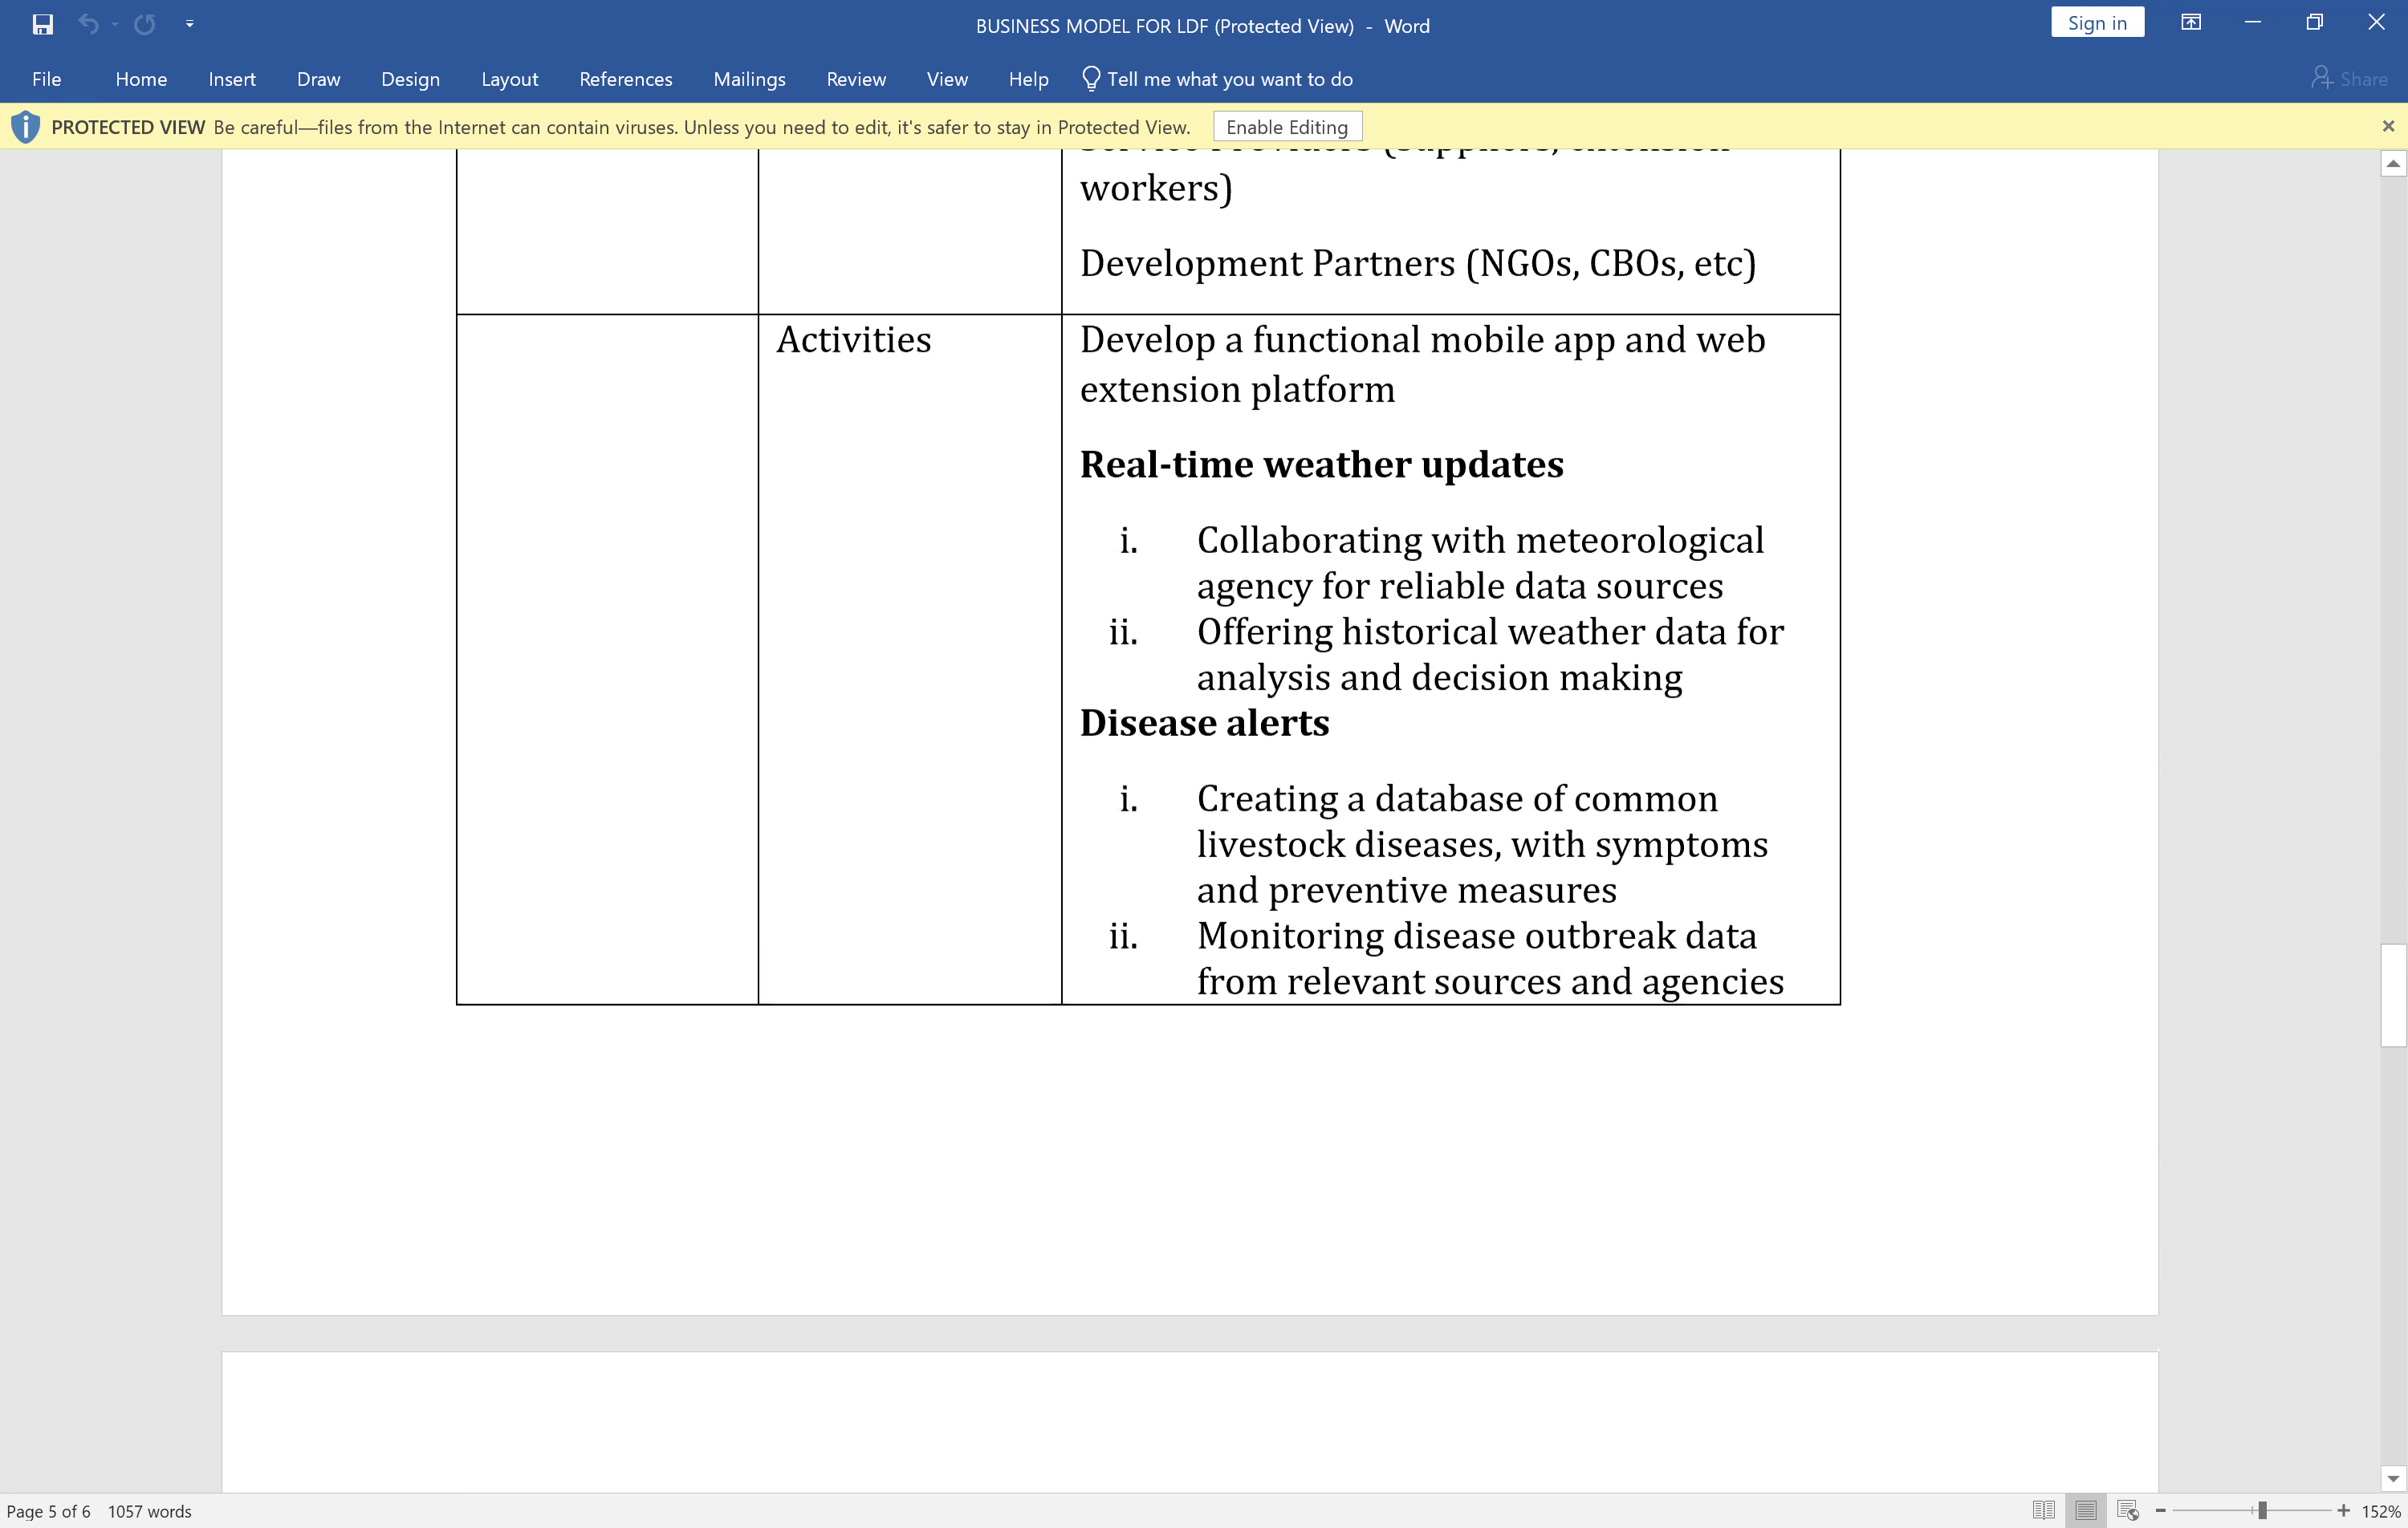 BUSINESS MODEL FOR LDF (Protected View) - Word
Sign in
File Home Insert Draw Design Layout References Mailings Review View Help Tell me what you want to do Share
PROTECTED VIEW Be careful—files from the Internet can contain viruses. Unless you need to edit, it's safer to stay in Protected View. Enable Editing
Service Providers (Suppliers, extension
workers)
Development Partners (NGOs, CBOs, etc)
Activities
Develop a functional mobile app and web
extension platform
Real-time weather updates
i. Collaborating with meteorological
agency for reliable data sources
ii. Offering historical weather data for
analysis and decision making
Disease alerts
i. Creating a database of common
livestock diseases, with symptoms
and preventive measures
ii. Monitoring disease outbreak data
from relevant sources and agencies
Page 5 of 6 1057 words
152%